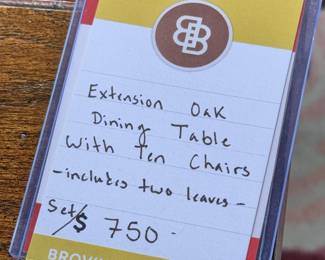 BB
Extension Oak
Dining Table
With Ten Chairs
-includes two leaves-
Set/$ 750-